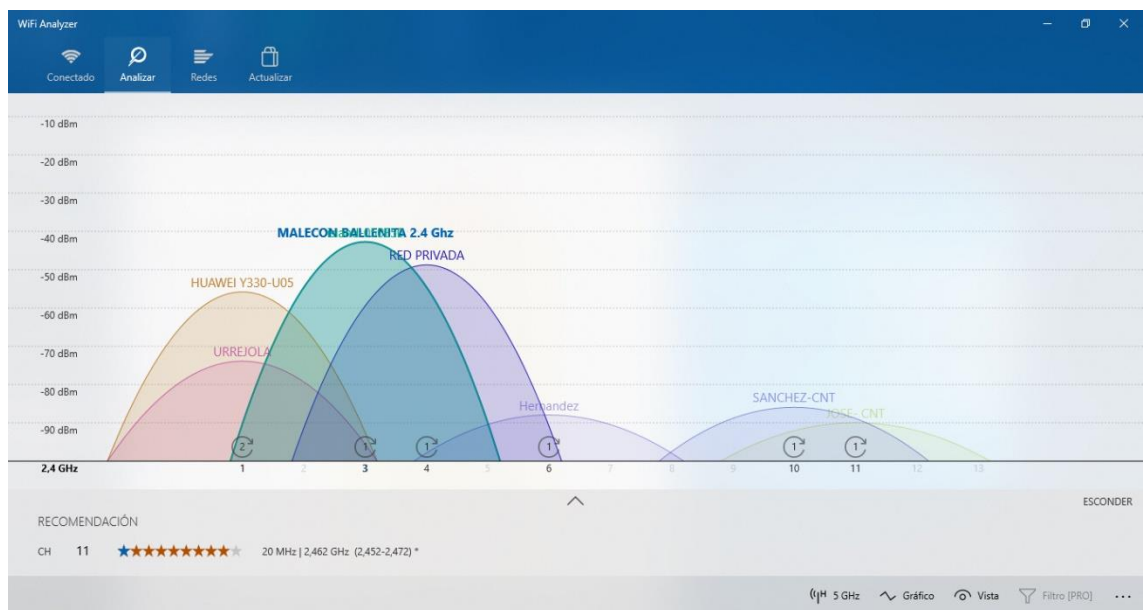 WiFi Analyzer
Conectado Analizar Redes Actualizar
-10 dBm
-20 dBm
-30 dBm
-40 dBm
MALECON BALLENITA 2.4 Ghz
RED PRIVADA
-50 dBm
HUAWEI Y330-U05
-60 dBm
-70 dBm
URREJOLA
-80 dBm
Hernandez
SANCHEZ-CNT
JOSE- CNT
-90 dBm
2 1 1 1 1 1
2,4 GHz 1 2 3 4 5 6 7 8 9 10 11 12 13
ESCONDER
RECOMENDACIÓN
CH 11 20 MHz | 2,462 GHz (2,452-2,472) *
5 GHz Gráfico Vista Filtro [PRO] ...